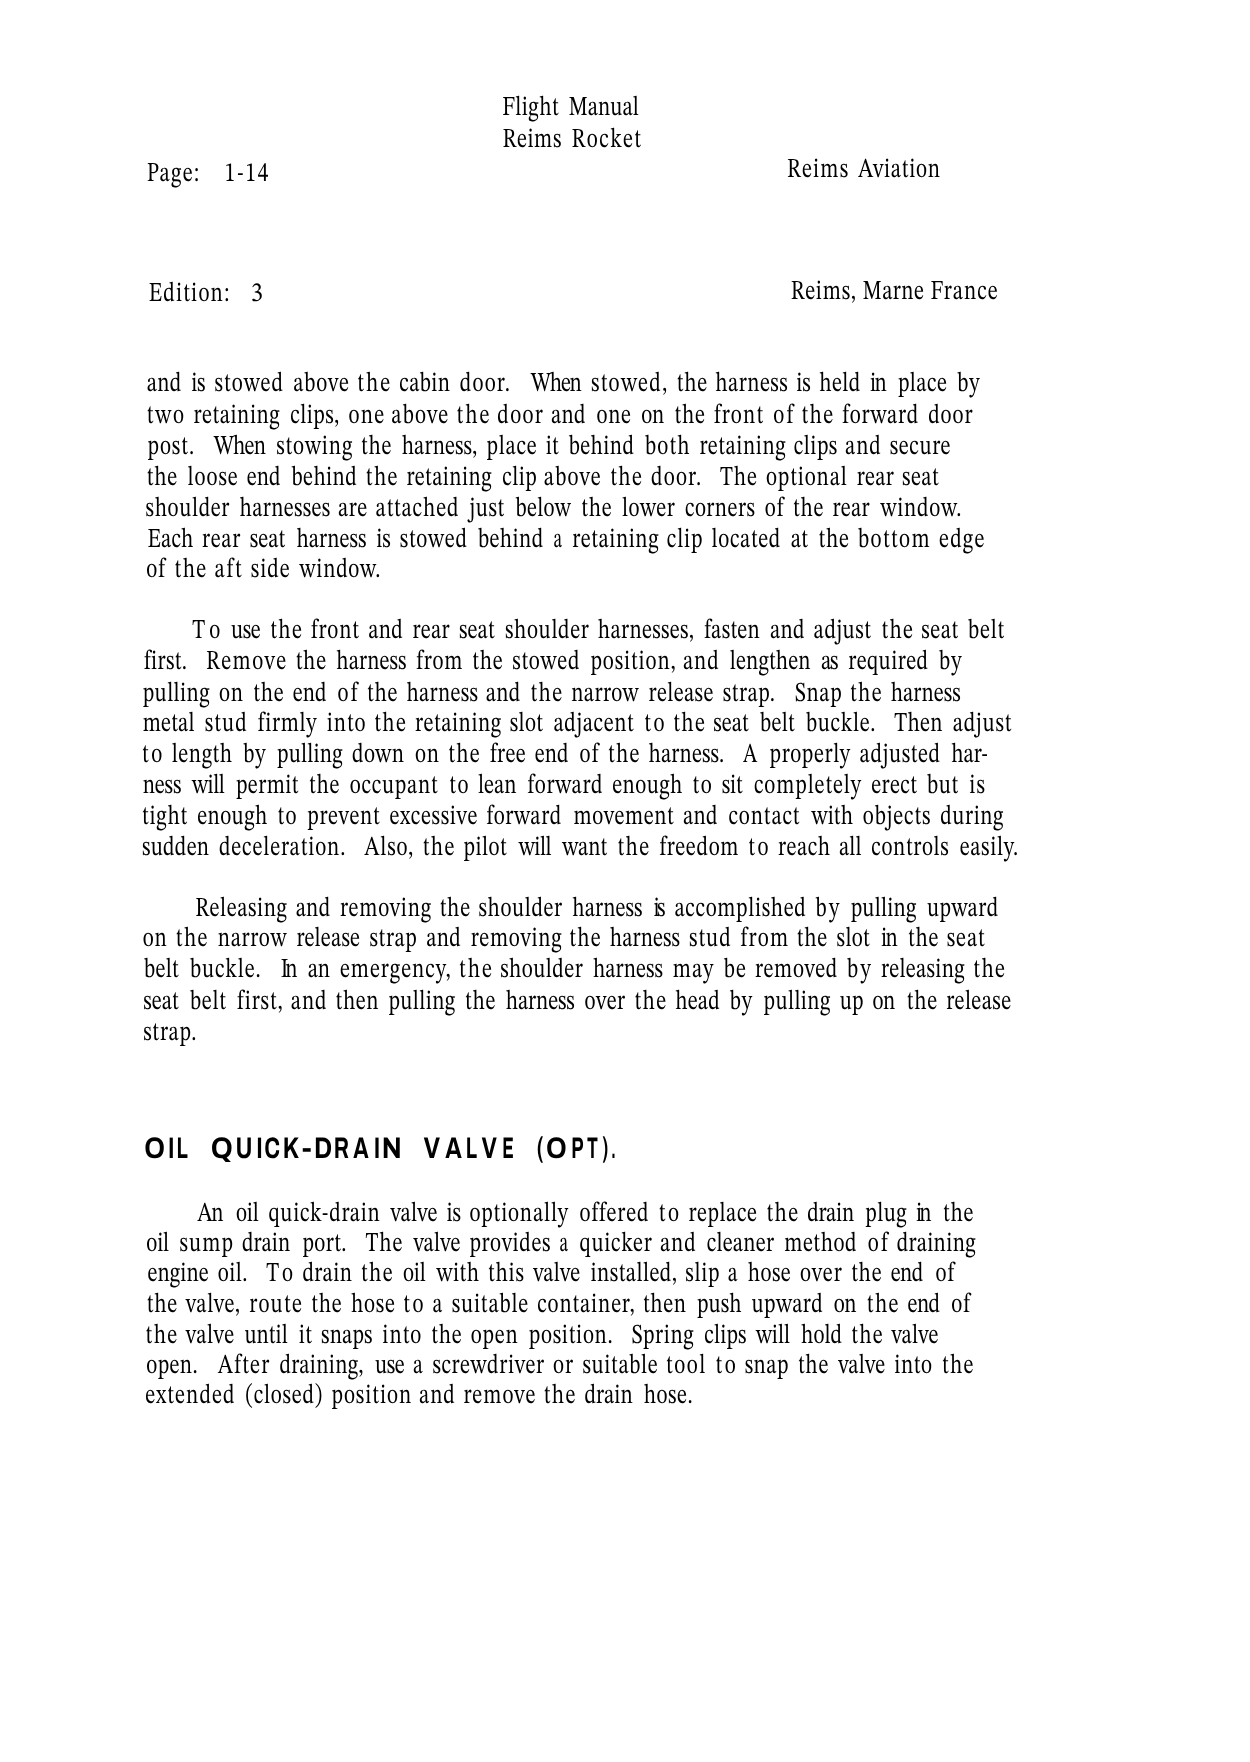 Flight Manual
Reims Rocket
Page: 1-14
Reims Aviation
Edition: 3
Reims, Marne France
and is stowed above the cabin door. When stowed, the harness is held in place by
two retaining clips, one above the door and one on the front of the forward door
post. When stowing the harness, place it behind both retaining clips and secure
the loose end behind the retaining clip above the door. The optional rear seat
shoulder harnesses are attached just below the lower corners of the rear window.
Each rear seat harness is stowed behind a retaining clip located at the bottom edge
of the aft side window.
To use the front and rear seat shoulder harnesses, fasten and adjust the seat belt
first. Remove the harness from the stowed position, and lengthen as required by
pulling on the end of the harness and the narrow release strap. Snap the harness
metal stud firmly into the retaining slot adjacent to the seat belt buckle. Then adjust
to length by pulling down on the free end of the harness. A properly adjusted har-
ness will permit the occupant to lean forward enough to sit completely erect but is
tight enough to prevent excessive forward movement and contact with objects during
sudden deceleration. Also, the pilot will want the freedom to reach all controls easily.
Releasing and removing the shoulder harness is accomplished by pulling upward
on the narrow release strap and removing the harness stud from the slot in the seat
belt buckle. In an emergency, the shoulder harness may be removed by releasing the
seat belt first, and then pulling the harness over the head by pulling up on the release
strap.
OIL QUICK-DRAIN VALVE (OPT).
An oil quick-drain valve is optionally offered to replace the drain plug in the
oil sump drain port. The valve provides a quicker and cleaner method of draining
engine oil. To drain the oil with this valve installed, slip a hose over the end of
the valve, route the hose to a suitable container, then push upward on the end of
the valve until it snaps into the open position. Spring clips will hold the valve
open. After draining, use a screwdriver or suitable tool to snap the valve into the
extended (closed) position and remove the drain hose.